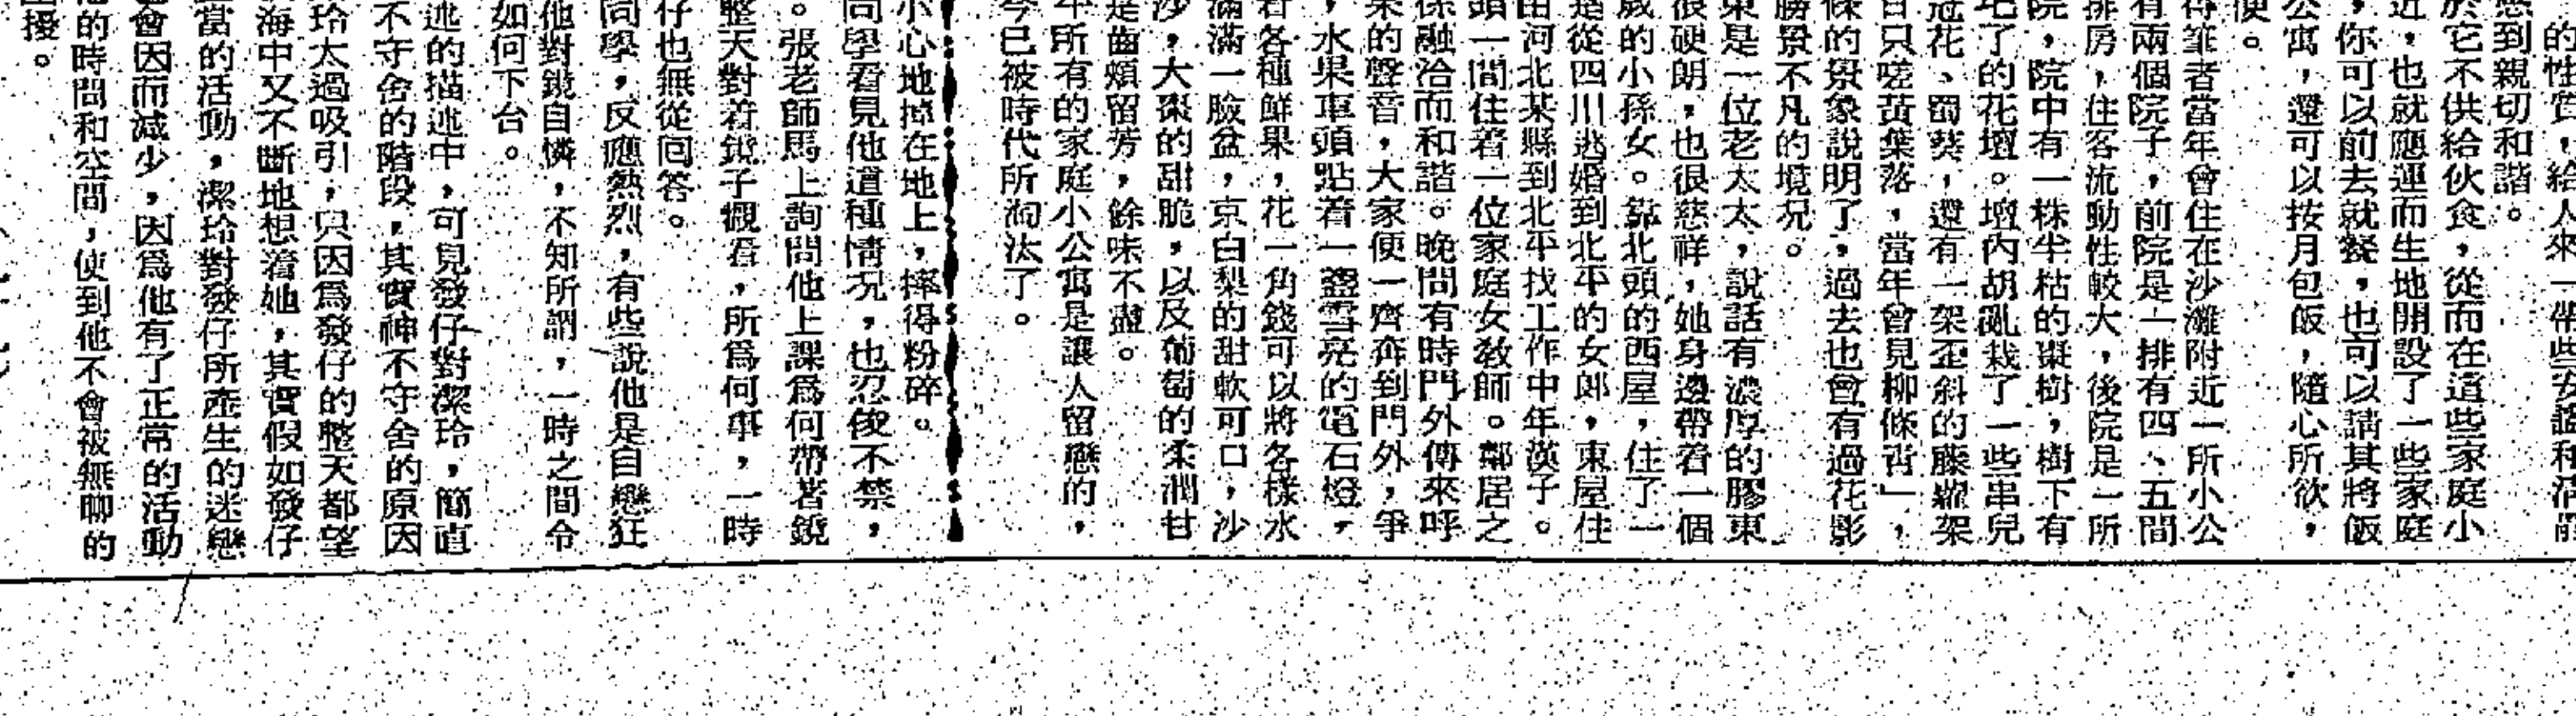 的性質，給人來一帶些安謐和清
感到親切和諧。
於它不供給伙食，從而在這些家庭小
近，也就應運而生地開設了一些家庭
，你可以前去就餐，也可以請其將飯
公寓，還可以按月包飯，隨心所欲，
便。
得筆者當年會住在沙灘附近一所小公
有兩個院子，前院是一排有四、五間
排房，住客流動性較大，後院是一所
院，院中有一株半枯的棗樹，樹下有
圮了的花壇。壇內胡亂栽了一些串兒
冠花、蜀葵，還有一架歪斜的藤蘿架
日只嗟黃葉落，當年曾見柳條青」，
條的景象說明了，過去也會有過花影
勝景不凡的境況。
東是一位老太太，說話有濃厚的膠東
很硬朗，也很慈祥，她身邊帶着一個
歲的小孫女。靠北頭的西屋，住了一
是從四川逃婚到北平的女郎，東屋住
由河北某縣到北平找工作中年漢子。
頭一間住着一位家庭女教師。鄰居之
係融洽而和諧。晚間有時門外傳來呼
果的聲音，大家便一齊奔到門外，爭
，水果車頭點着一盞雪亮的電石燈，
着各種鮮果，花一角錢可以將各樣水
滿滿一臉盆，京白梨的甜軟可口，沙
沙，大棗的甜脆，以及葡萄的柔潤甘
是齒頰留芳，餘味不盡。
年所有的家庭小公寓是讓人留戀的，
今已被時代所淘汰了。
小心地掉在地上，摔得粉碎。
同學看見他這種情況，也忍俊不禁，
。張老師馬上詢問他上課爲何帶著鏡
整天對着鏡子觀看，所爲何事，一時
仔也無從回答。
同學，反應熱烈，有些說他是自戀狂
他對鏡自憐，不知所謂，一時之間令
如何下台。
述的描述中，可見發仔對潔玲，簡直
不守舍的階段，其實神不守舍的原因
玲太過吸引，只因爲發仔的整天都望
海中又不斷地想着她，其實假如發仔
當的活動，潔玲對發仔所產生的迷戀
會因而減少，因爲他有了正常的活動
他的時間和空間，使到他不會被無聊的
困擾。